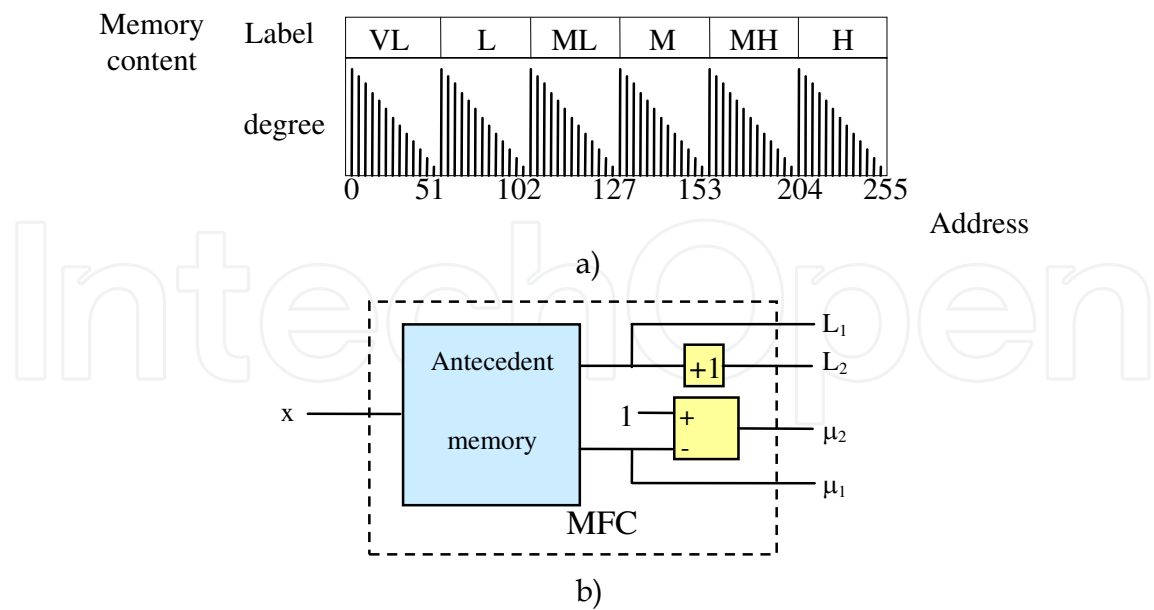 Memory content
Label VL L ML M MH H
degree
0 51 102 127 153 204 255
Address
a)
IntechOpen
Antecedent
memory
x
+1
1
+
-
L₁
L₂
μ₂
μ₁
MFC
b)